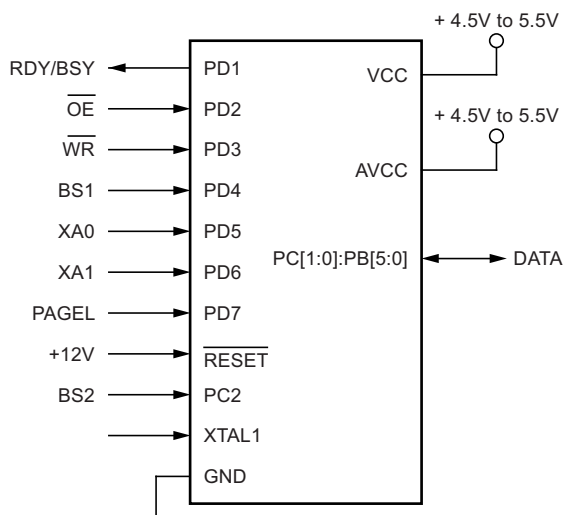 + 4.5V to 5.5V
RDY/BSY PD1 VCC
OE PD2 + 4.5V to 5.5V
WR PD3
BS1 PD4 AVCC
XA0 PD5
PC[1:0]:PB[5:0] DATA
XA1 PD6
PAGEL PD7
+12V RESET
BS2 PC2
XTAL1
GND